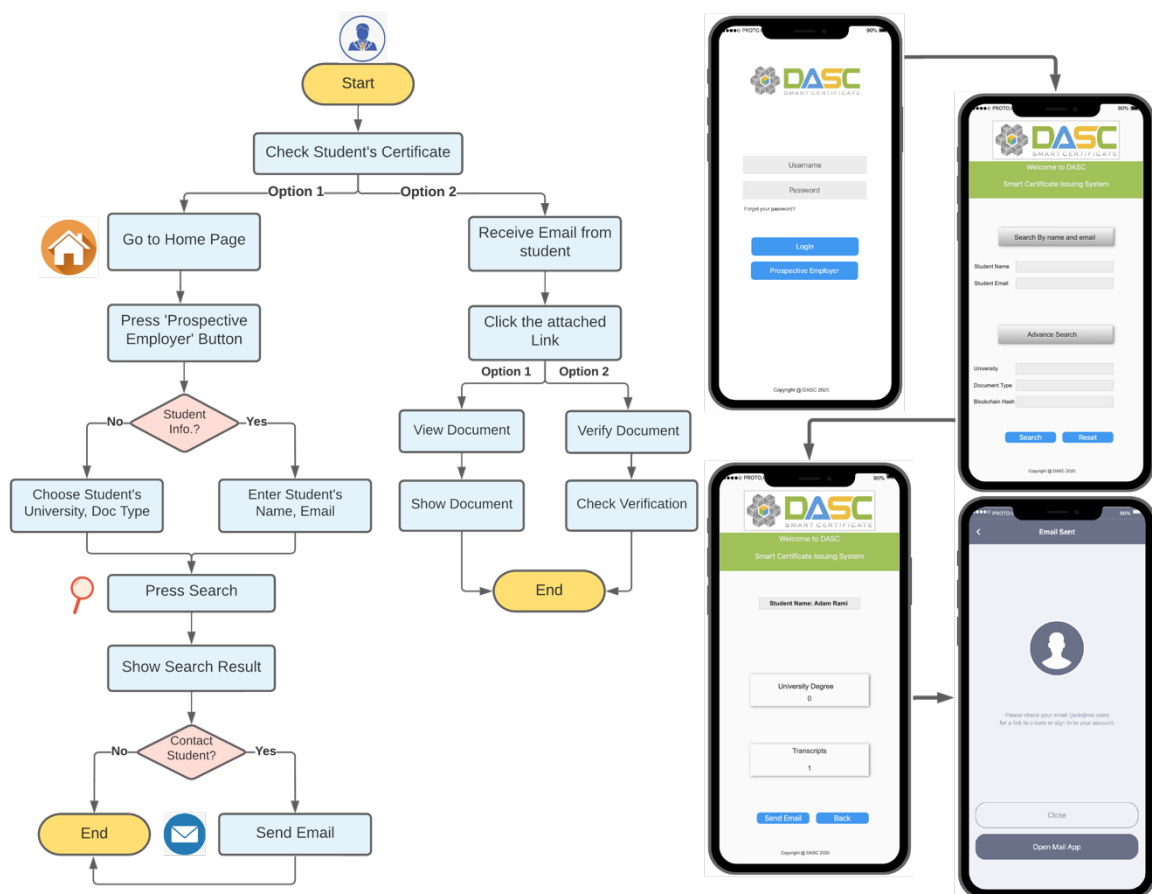 Start
Check Student's Certificate
Option 1
Option 2
Go to Home Page
Receive Email from
student
Press 'Prospective
Employer' Button
Click the attached
Link
Option 1
Option 2
Student
Info.?
No
Yes
View Document
Verify Document
Choose Student's
University, Doc Type
Enter Student's
Name, Email
Show Document
Check Verification
Press Search
End
Show Search Result
Contact
Student?
No
Yes
End
Send Email
PROTO.
90%
DASC
SMART CERTIFICATE
Username
Password
Forget your password?
Login
Prospective Employer
Copyright @ DASC 2020
PROTO.
90%
DASC
SMART CERTIFICATE
Welcome to DASC
Smart Certificate Issuing System
Search By name and email
Student Name
Student Email
Advance Search
University
Document Type
Blockchain Hash
Search
Reset
Copyright @ DASC 2020
PROTO.
90%
DASC
SMART CERTIFICATE
Welcome to DASC
Smart Certificate Issuing System
Student Name: Adam Rami
University Degree
0
Transcripts
1
Send Email
Back
Copyright @ DASC 2020
PROTO.
90%
Email Sent
Please check your email (jack@me.com)
for a link to create or sign in to your account.
Close
Open Mail App